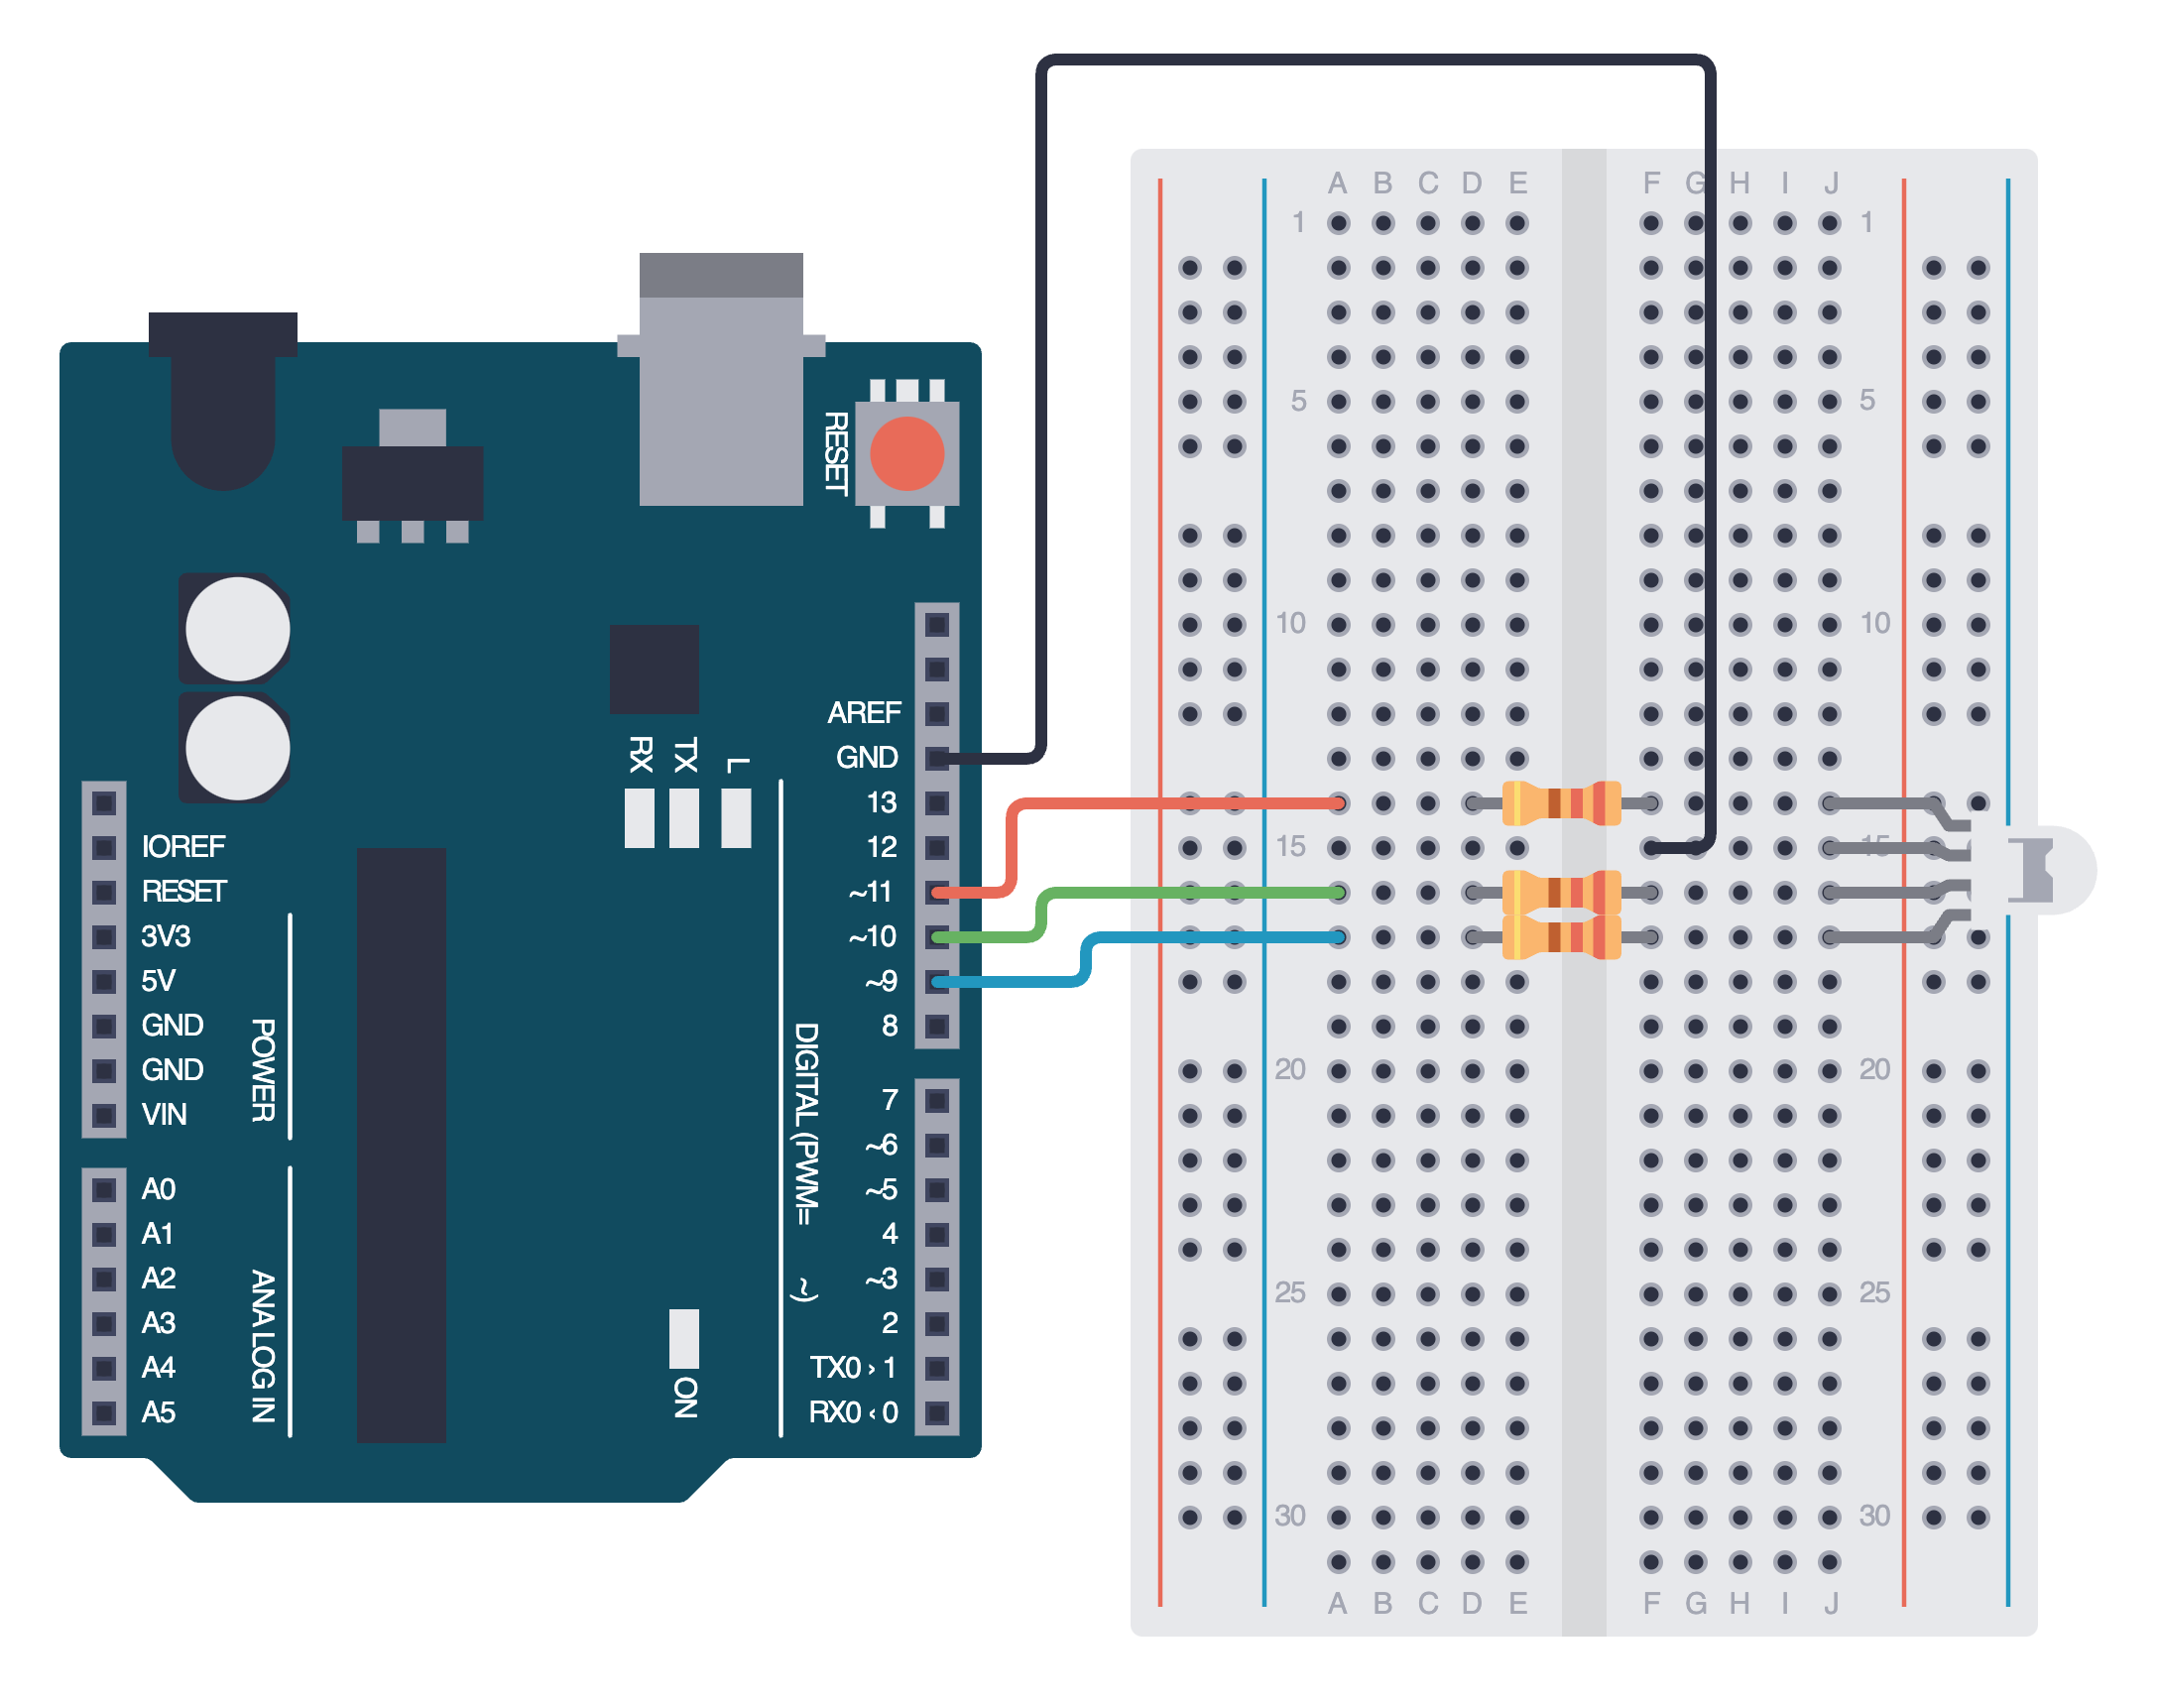 RESET
RX
TX
L
AREF
GND
13
12
~11
~10
~9
8
7
~6
~5
4
~3
2
TX0 › 1
RX0 ‹ 0
DIGITAL (PWM= ~)
ON
IOREF
RESET
3V3
5V
GND
GND
VIN
POWER
A0
A1
A2
A3
A4
A5
ANALOG IN
A B C D E F G H I J
1 1
5 5
10 10
15 15
20 20
25 25
30 30
A B C D E F G H I J